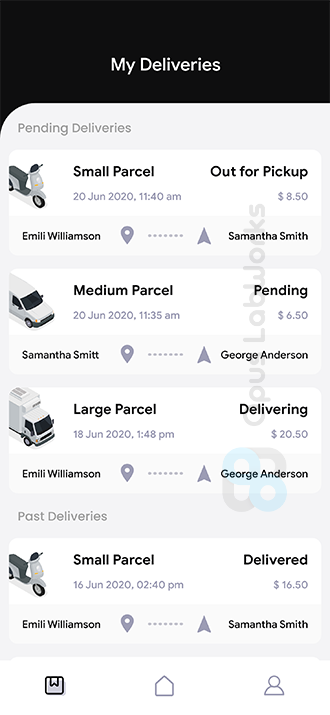 My Deliveries
Pending Deliveries
Small Parcel Out for Pickup
20 Jun 2020, 11:40 am $ 8.50
Emili Williamson Samantha Smith
Medium Parcel Pending
20 Jun 2020, 11:35 am $ 6.50
Samantha Smitt George Anderson
Large Parcel Delivering
18 Jun 2020, 1:48 pm $ 20.50
Emili Williamson George Anderson
Past Deliveries
Small Parcel Delivered
16 Jun 2020, 02:40 pm $ 16.50
Emili Williamson Samantha Smith
Opus LabWorks